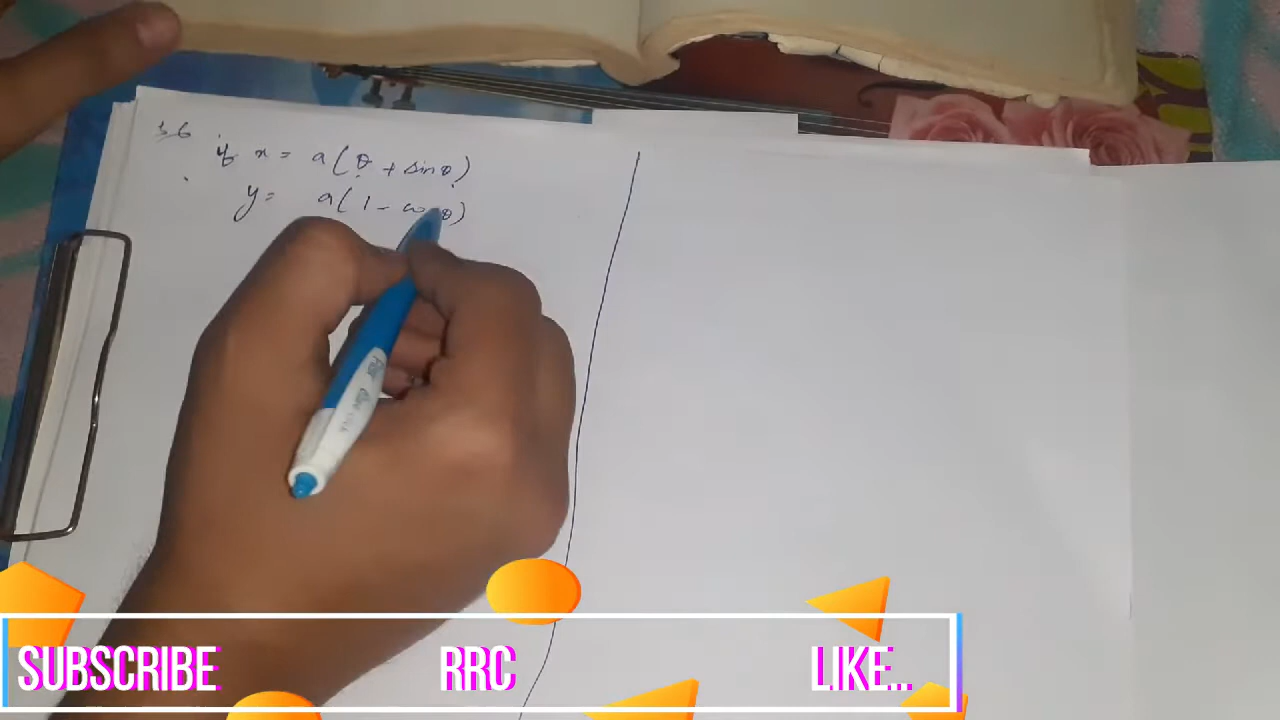 36 if x = a(θ + sinθ)
y = a(1 - cosθ)
SUBSCRIBE RRC LIKE...